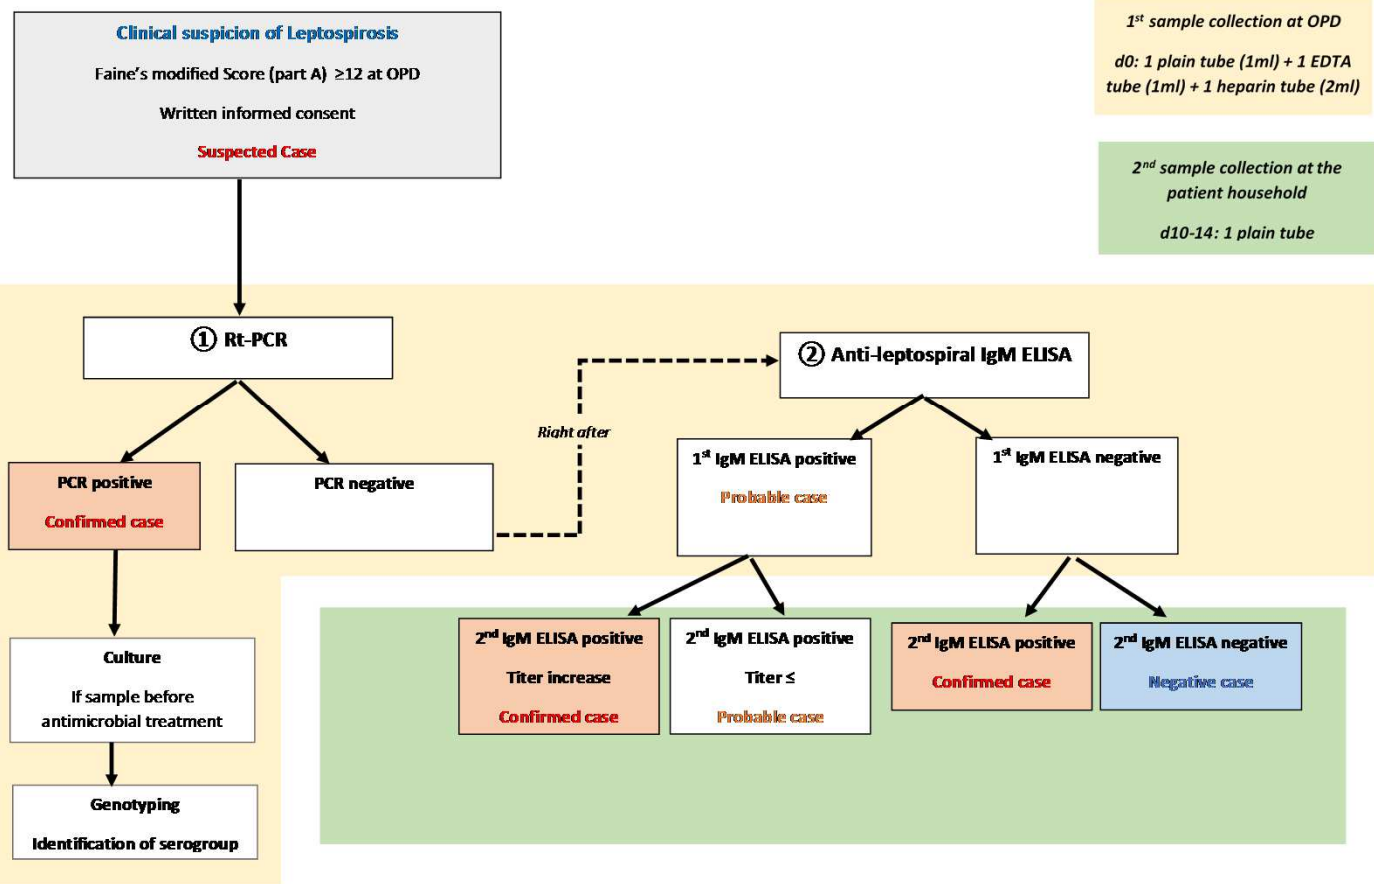 Clinical suspicion of Leptospirosis
Faine's modified Score (part A) ≥12 at OPD
Written informed consent
Suspected Case
1st sample collection at OPD
d0: 1 plain tube (1ml) + 1 EDTA
tube (1ml) + 1 heparin tube (2ml)
2nd sample collection at the
patient household
d10-14: 1 plain tube
① Rt-PCR
② Anti-leptospiral IgM ELISA
Right after
PCR positive
Confirmed case
PCR negative
1st IgM ELISA positive
Probable case
1st IgM ELISA negative
2nd IgM ELISA positive
Titer increase
Confirmed case
2nd IgM ELISA positive
Titer ≤
Probable case
2nd IgM ELISA positive
Confirmed case
2nd IgM ELISA negative
Negative case
Culture
If sample before
antimicrobial treatment
Genotyping
Identification of serogroup